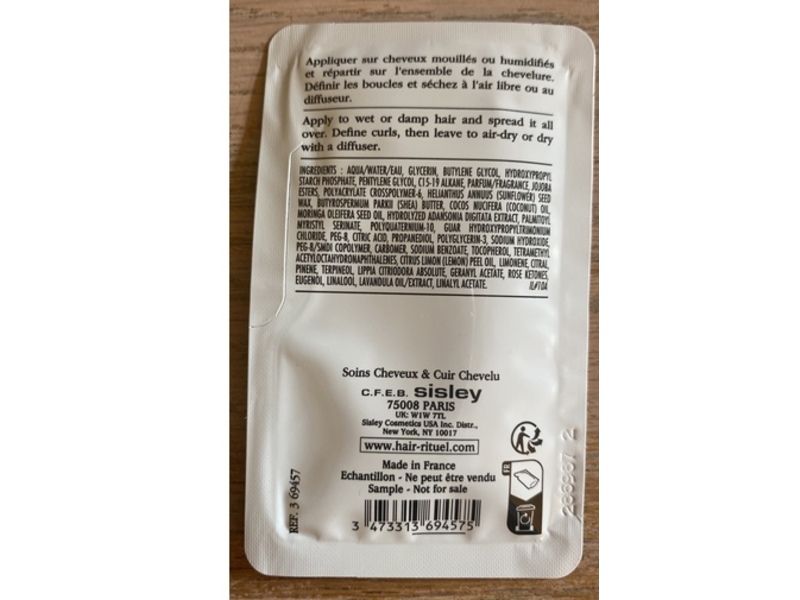 Appliquer sur cheveux mouillés ou humidifiés
et répartir sur l'ensemble de la chevelure.
Définir les boucles et séchez à l'air libre ou au
diffuseur.
Apply to wet or damp hair and spread it all
over. Define curls, then leave to air-dry or dry
with a diffuser.
INGREDIENTS : AQUA/WATER/EAU, GLYCERIN, BUTYLENE GLYCOL, HYDROXYPROPYL
STARCH PHOSPHATE, PENTYLENE GLYCOL, C15-19 ALKANE, PARFUM/FRAGRANCE, JOJOBA
ESTERS, POLYACRYLATE CROSSPOLYMER-6, HELIANTHUS ANNUUS (SUNFLOWER) SEED
WAX, BUTYROSPERMUM PARKII (SHEA) BUTTER, COCOS NUCIFERA (COCONUT) OIL,
MORINGA OLEIFERA SEED OIL, HYDROLYZED ADANSONIA DIGITATA EXTRACT, PALMITOYL
MYRISTYL SERINATE, POLYQUATERNIUM-10, GUAR HYDROXYPROPYLTRIMONIUM
CHLORIDE, PEG-8, CITRIC ACID, PROPANEDIOL, POLYGLYCERIN-3, SODIUM HYDROXIDE,
PEG-8/SMDI COPOLYMER, CARBOMER, SODIUM BENZOATE, TOCOPHEROL, TETRAMETHYL
ACETYLOCTAHYDRONAPHTHALENES, CITRUS LIMON (LEMON) PEEL OIL, LIMONENE, CITRAL,
PINENE, TERPINEOL, LIPPIA CITRIODORA ABSOLUTE, GERANYL ACETATE, ROSE KETONES,
EUGENOL, LINALOOL, LAVANDULA OIL/EXTRACT, LINALYL ACETATE. IL#10A
Soins Cheveux & Cuir Chevelu
C.F.E.B. sisley
75008 PARIS
UK: W1W 7TL
Sisley Cosmetics USA Inc. Distr.,
New York, NY 10017
www.hair-rituel.com
Made in France
Echantillon - Ne peut être vendu
Sample - Not for sale
3 473313 694575
REF. 3 69457
FR